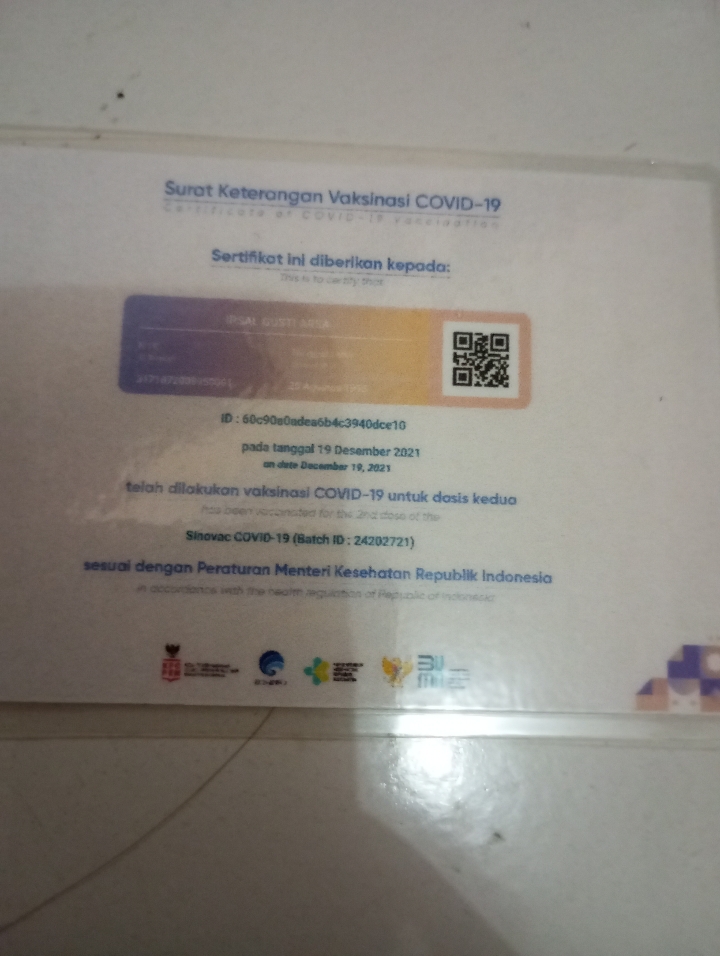 Surat Keterangan Vaksinasi COVID-19
Certificate of COVID-19 vaccination
Sertifikat ini diberikan kepada:
This is to certify that
ID : 60c90a0adea6b4c3940dce10
pada tanggal 19 Desember 2021
on date December 19, 2021
telah dilakukan vaksinasi COVID-19 untuk dosis kedua
has been vaccinated for the 2nd dose of the
Sinovac COVID-19 (Batch ID : 24202721)
sesuai dengan Peraturan Menteri Kesehatan Republik Indonesia
in accordance with the health regulation of Republic of Indonesia